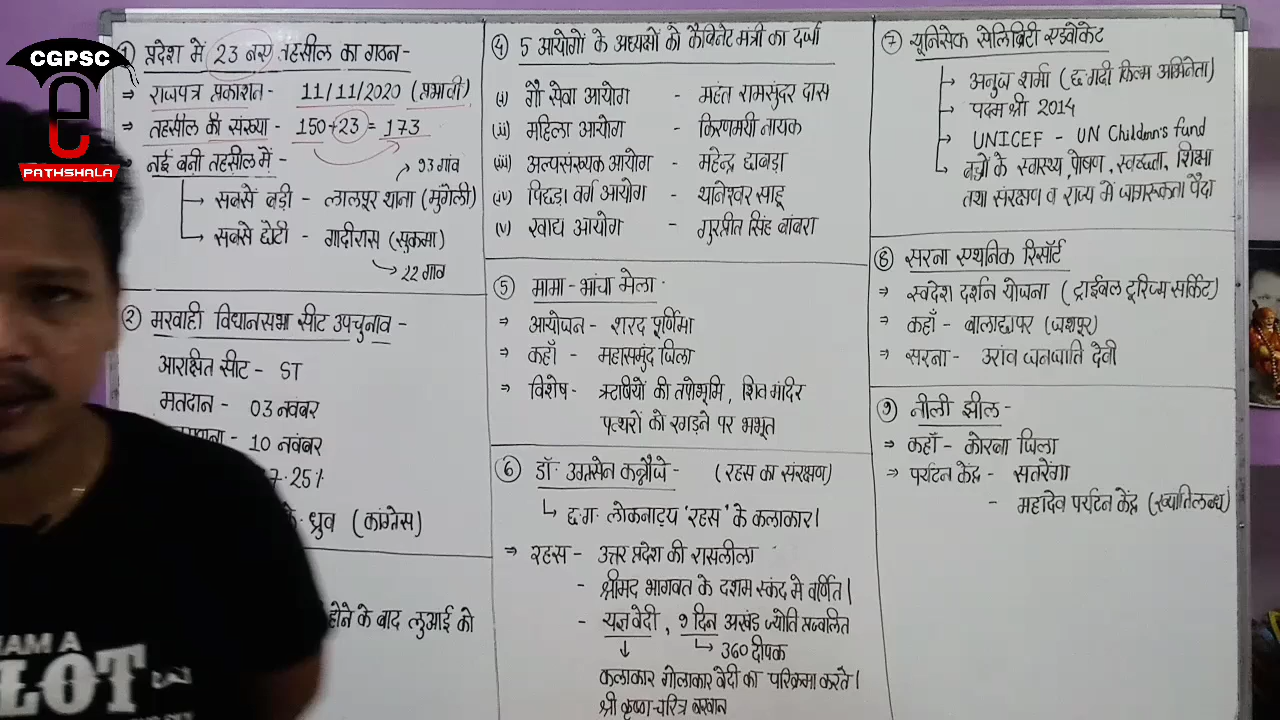 CGPSC
e
PATHSHALA
① प्रदेश में 23 नए तहसील का गठन -
⇒ राजपत्र प्रकाशन - 11/11/2020 (प्रभावी)
⇒ तहसील की संख्या - 150+23 = 173
⇒ नई बनी तहसील में -
93 गांव
→ सबसे बड़ी - लालपुर थाना (मुंगेली)
→ सबसे छोटी - गादीरास (सुकमा)
→ 22 गांव
② मरवाही विधानसभा सीट उपचुनाव -
आरक्षित सीट - ST
मतदान - 03 नवंबर
- 10 नवंबर
7.25%
ध्रुव (कांग्रेस)
होने के बाद लुआई को
④ 5 आयोगों के अध्यक्षों को कैबिनेट मंत्री का दर्जा
(i) गौ सेवा आयोग - महंत रामसुंदर दास
(ii) महिला आयोग - किरणमयी नायक
(iii) अल्पसंख्यक आयोग - महेन्द्र छाबड़ा
(iv) पिछड़ा वर्ग आयोग - थानेश्वर साहू
(v) खाद्य आयोग - गुरप्रीत सिंह बांबरा
⑤ मामा - भांचा मेला -
⇒ आयोजन - शरद पूर्णिमा
⇒ कहाँ - महासमुंद जिला
⇒ विशेष - ऋषियों की तपोभूमि, शिव मंदिर
पत्थरों को रगड़ने पर भभूत
⑥ डॉ. उग्रसेन कन्नौजे - (रहस का संरक्षण)
↳ छ.ग. लोकनाट्य 'रहस' के कलाकार।
⇒ रहस - उत्तर प्रदेश की रासलीला
- श्रीमद भागवत के दशम स्कंद मे वर्णित।
- यज्ञ वेदी, 9 दिन अखंड ज्योति प्रज्वलित
↓ ↳ 360 दीपक
कलाकार गोलाकार वेदी का परिक्रमा करते।
श्री कृष्ण-चरित्र बखान
⑦ यूनिसेफ सेलिब्रिटी एडवोकेट
→ अनुज शर्मा (छ.गढ़ी फिल्म अभिनेता)
→ पदम श्री 2014
→ UNICEF - UN Children's fund
→ बच्चों के स्वास्थ्य, पोषण, स्वच्छता, शिक्षा
तथा संरक्षण व राज्य में जागरूकता पैदा
⑧ सरना एथनिक रिसॉर्ट
⇒ स्वदेश दर्शन योजना (ट्राईबल टूरिज्म सर्किट)
⇒ कहाँ - बालाछापर (जशपुर)
⇒ सरना - उरांव जनजाति देवी
⑨ नीली झील -
⇒ कहाँ - कोरबा जिला
⇒ पर्यटन केंद्र - सतरेंगा
- महादेव पर्यटन केंद्र (ख्यातिलब्ध)
AM A
LOT